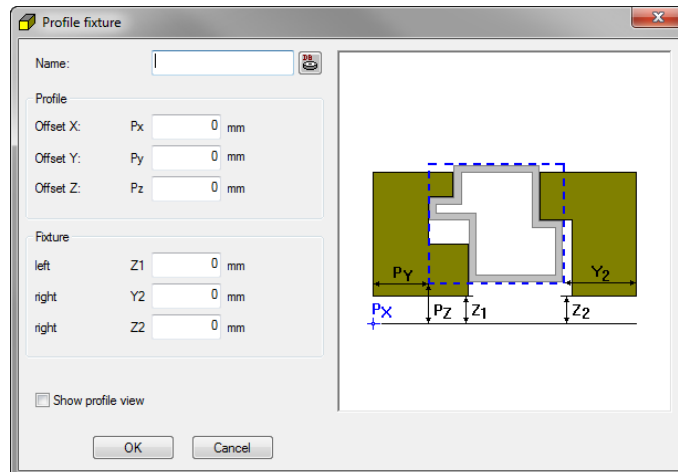 Profile fixture
Name:
DB
Profile
Offset X: Px 0 mm
Offset Y: Py 0 mm
Offset Z: Pz 0 mm
Fixture
left Z1 0 mm
right Y2 0 mm
right Z2 0 mm
Show profile view
OK Cancel
PY Y2
PX PZ Z1 Z2